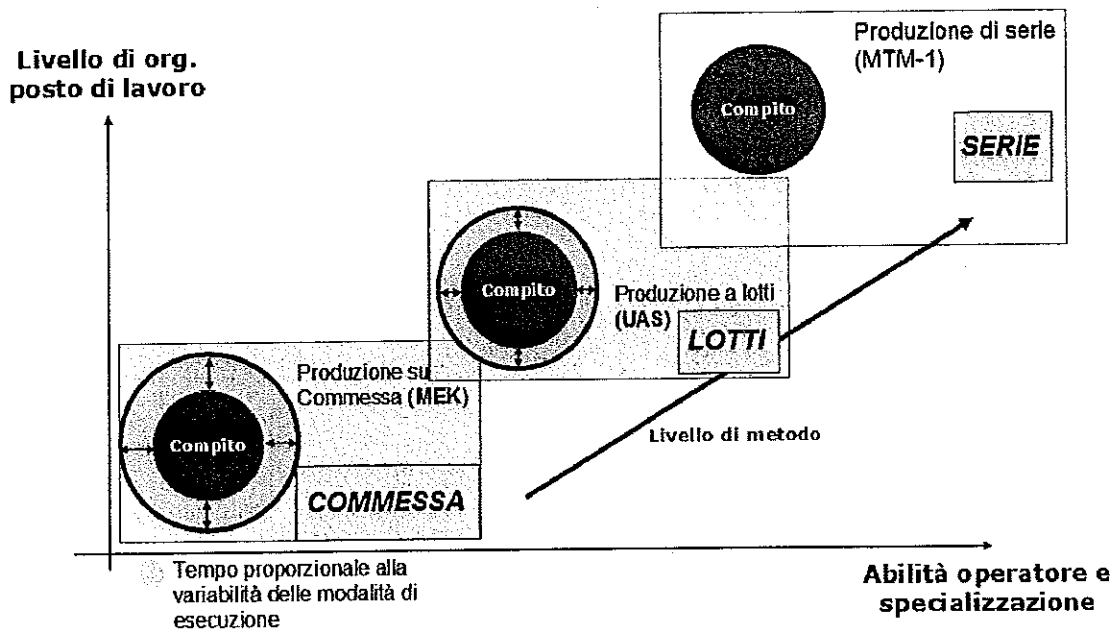 Livello di org.
posto di lavoro
Produzione di serie
(MTM-1)
Compito
SERIE
Compito
Produzione a lotti
(UAS)
LOTTI
Produzione su
Commessa (MEK)
Compito
Livello di metodo
COMMESSA
Tempo proporzionale alla
variabilità delle modalità di
esecuzione
Abilità operatore e
specializzazione